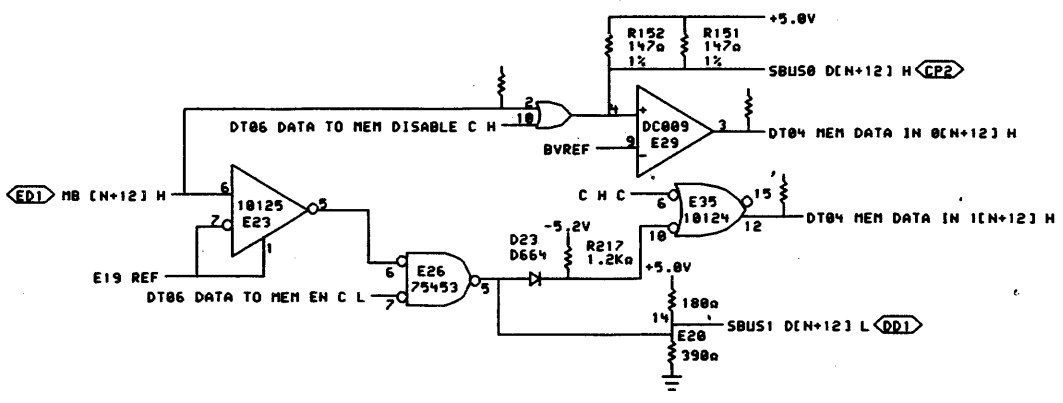 +5.0V
R152 R151
147Ω 147Ω
1% 1%
SBUS0 D[N+12] H CP2
2
10
DT06 DATA TO MEM DISABLE C H
4
+
DC009
E29
3
DT04 MEM DATA IN 0[N+12] H
BVREF 9
-
ED1 MB [N+12] H
6
10125
E23
5
7
1
E19 REF
C H C
6
E35
10124
15
10
12
DT04 MEM DATA IN 1[N+12] H
-5.2V
D23
D664
R217
1.2KΩ
+5.0V
6
E26
75453
5
DT06 DATA TO MEM EN C L
7
180Ω
14
SBUS1 D[N+12] L DD1
E20
390Ω